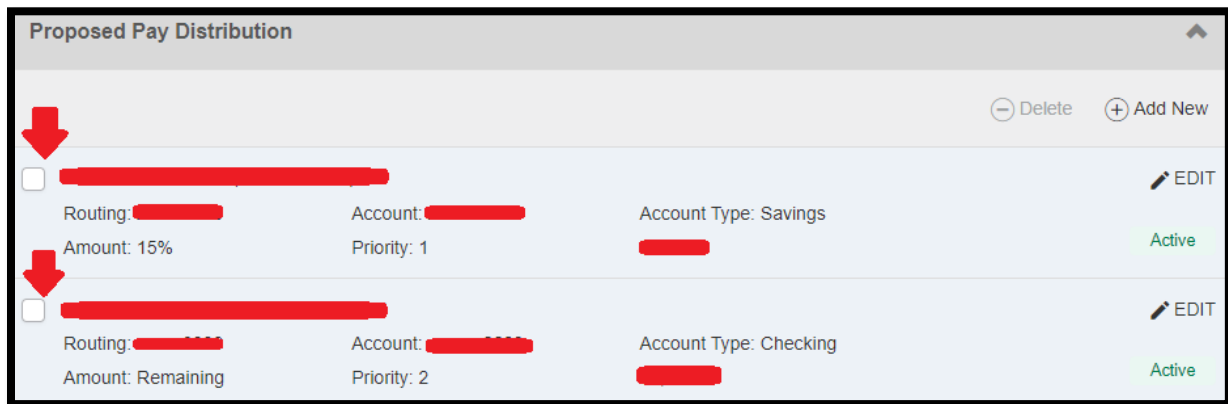 Proposed Pay Distribution
Delete Add New
EDIT
Routing: Account: Account Type: Savings
Amount: 15% Priority: 1 Active
EDIT
Routing: Account: Account Type: Checking
Amount: Remaining Priority: 2 Active